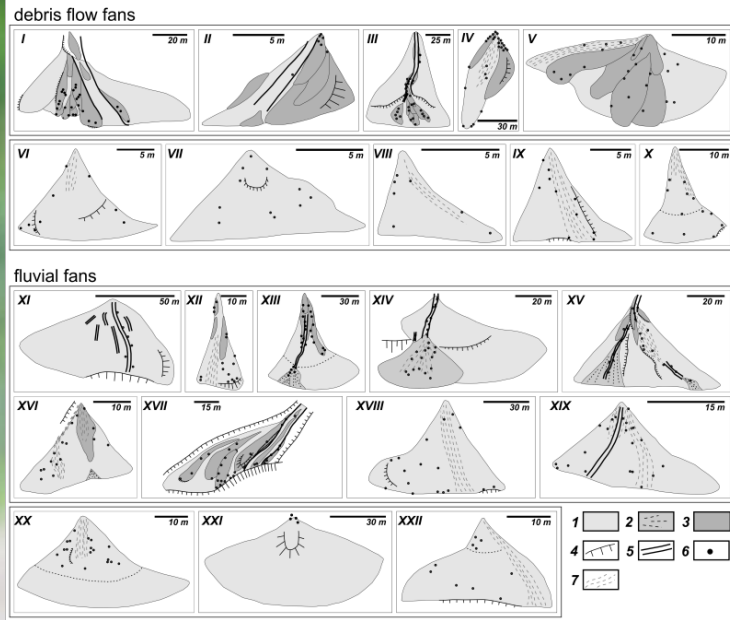 debris flow fans
I 20 m II 5 m III 25 m IV 30 m V 10 m
VI 5 m VII 5 m VIII 5 m IX 5 m X 10 m
fluvial fans
XI 50 m XII 10 m XIII 30 m XIV 20 m XV 20 m
XVI 10 m XVII 15 m XVIII 30 m XIX 15 m
XX 10 m XXI 30 m XXII 10 m
1 2 3
4 5 6
7